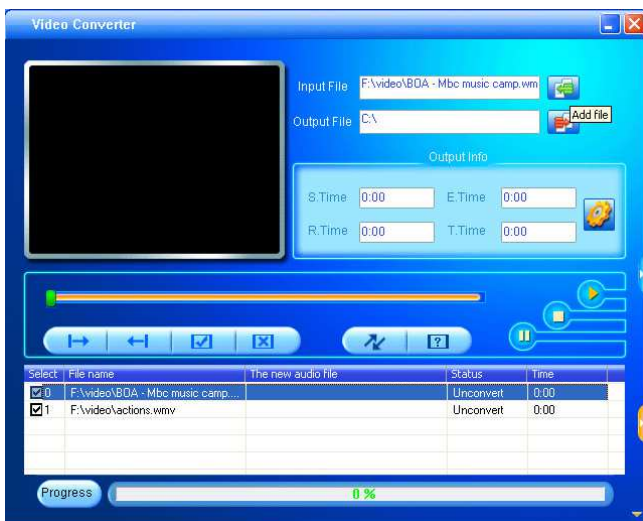 Video Converter
Input File F:\video\BOA - Mbc music camp.wm
Output File C:\
Add file
Output Info
S.Time 0:00 E.Time 0:00
R.Time 0:00 T.Time 0:00
Select File name The new audio file Status Time
0 F:\video\BOA - Mbc music camp.... Unconvert 0:00
1 F:\video\actions.wmv Unconvert 0:00
Progress 0 %